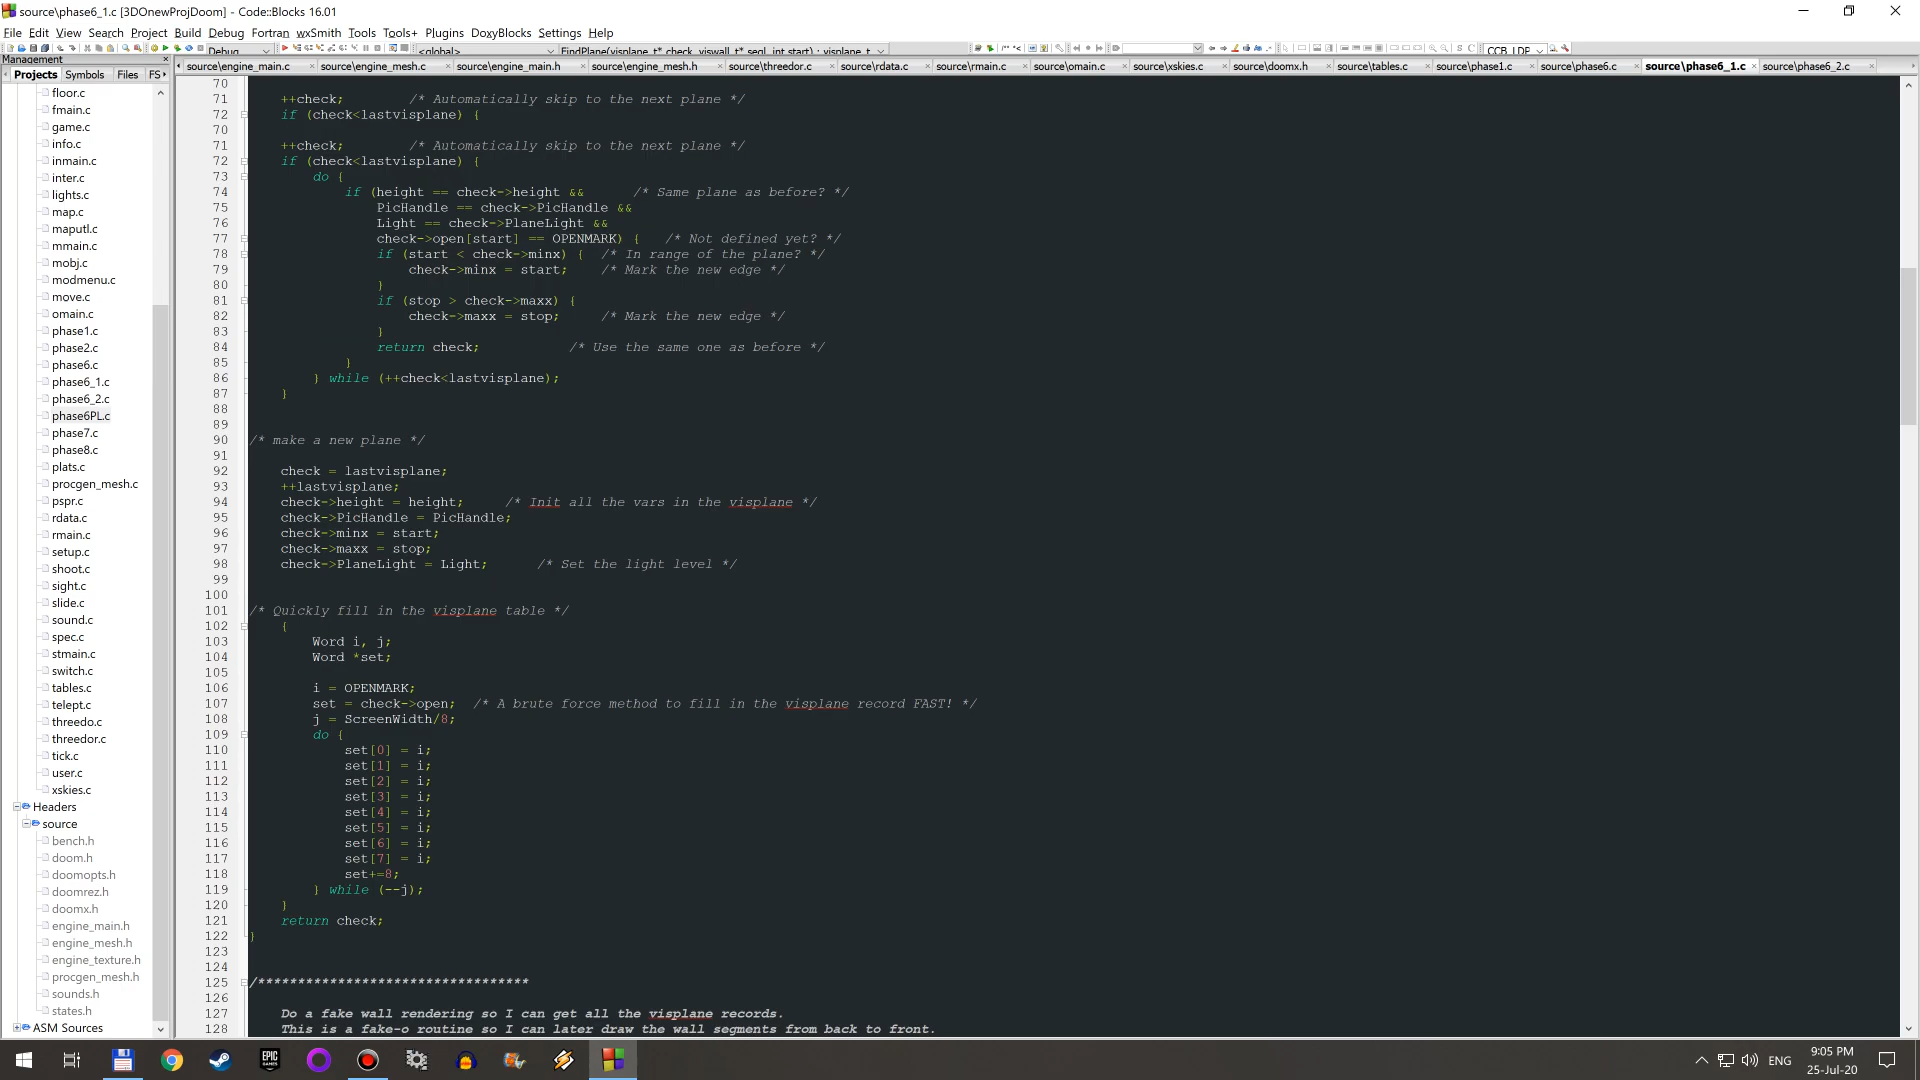 source\phase6_1.c [3DOnewProjDoom] - Code::Blocks 16.01
File Edit View Search Project Build Debug Fortran wxSmith Tools Tools+ Plugins DoxyBlocks Settings Help
Debug <global> FindPlane(visplane_t* check, viswall_t* segl, int start) : visplane_t CCB_LDP
Management
Projects Symbols Files FS
source\engine_main.c source\engine_mesh.c source\engine_main.h source\engine_mesh.h source\threedor.c source\rdata.c source\rmain.c source\omain.c source\xskies.c source\doomx.h source\tables.c source\phase1.c source\phase6.c source\phase6_1.c source\phase6_2.c
floor.c
fmain.c
game.c
info.c
inmain.c
inter.c
lights.c
map.c
maputl.c
mmain.c
mobj.c
modmenu.c
move.c
omain.c
phase1.c
phase2.c
phase6.c
phase6_1.c
phase6_2.c
phase6PL.c
phase7.c
phase8.c
plats.c
procgen_mesh.c
pspr.c
rdata.c
rmain.c
setup.c
shoot.c
sight.c
slide.c
sound.c
spec.c
stmain.c
switch.c
tables.c
telept.c
threedo.c
threedor.c
tick.c
user.c
xskies.c
Headers
source
bench.h
doom.h
doomopts.h
doomrez.h
doomx.h
engine_main.h
engine_mesh.h
engine_texture.h
procgen_mesh.h
sounds.h
states.h
ASM Sources
70
71 ++check; /* Automatically skip to the next plane */
72 if (check<lastvisplane) {
70
71 ++check; /* Automatically skip to the next plane */
72 if (check<lastvisplane) {
73 do {
74 if (height == check->height && /* Same plane as before? */
75 PicHandle == check->PicHandle &&
76 Light == check->PlaneLight &&
77 check->open[start] == OPENMARK) { /* Not defined yet? */
78 if (start < check->minx) { /* In range of the plane? */
79 check->minx = start; /* Mark the new edge */
80 }
81 if (stop > check->maxx) {
82 check->maxx = stop; /* Mark the new edge */
83 }
84 return check; /* Use the same one as before */
85 }
86 } while (++check<lastvisplane);
87 }
88
89
90 /* make a new plane */
91
92 check = lastvisplane;
93 ++lastvisplane;
94 check->height = height; /* Init all the vars in the visplane */
95 check->PicHandle = PicHandle;
96 check->minx = start;
97 check->maxx = stop;
98 check->PlaneLight = Light; /* Set the light level */
99
100
101 /* Quickly fill in the visplane table */
102 {
103 Word i, j;
104 Word *set;
105
106 i = OPENMARK;
107 set = check->open; /* A brute force method to fill in the visplane record FAST! */
108 j = ScreenWidth/8;
109 do {
110 set[0] = i;
111 set[1] = i;
112 set[2] = i;
113 set[3] = i;
114 set[4] = i;
115 set[5] = i;
116 set[6] = i;
117 set[7] = i;
118 set+=8;
119 } while (--j);
120 }
121 return check;
122 }
123
124
125 /**********************************
126
127 Do a fake wall rendering so I can get all the visplane records.
128 This is a fake-o routine so I can later draw the wall segments from back to front.
EPIC GAMES
ENG
9:05 PM
25-Jul-20